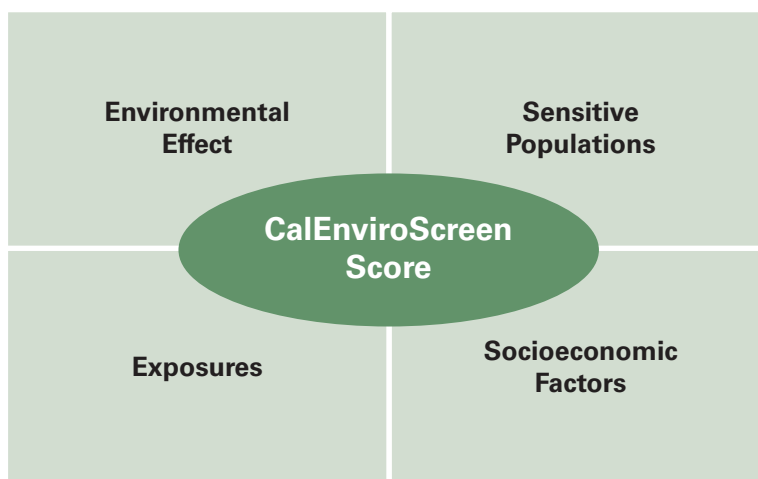 Environmental
Effect
Sensitive
Populations
CalEnviroScreen
Score
Exposures
Socioeconomic
Factors